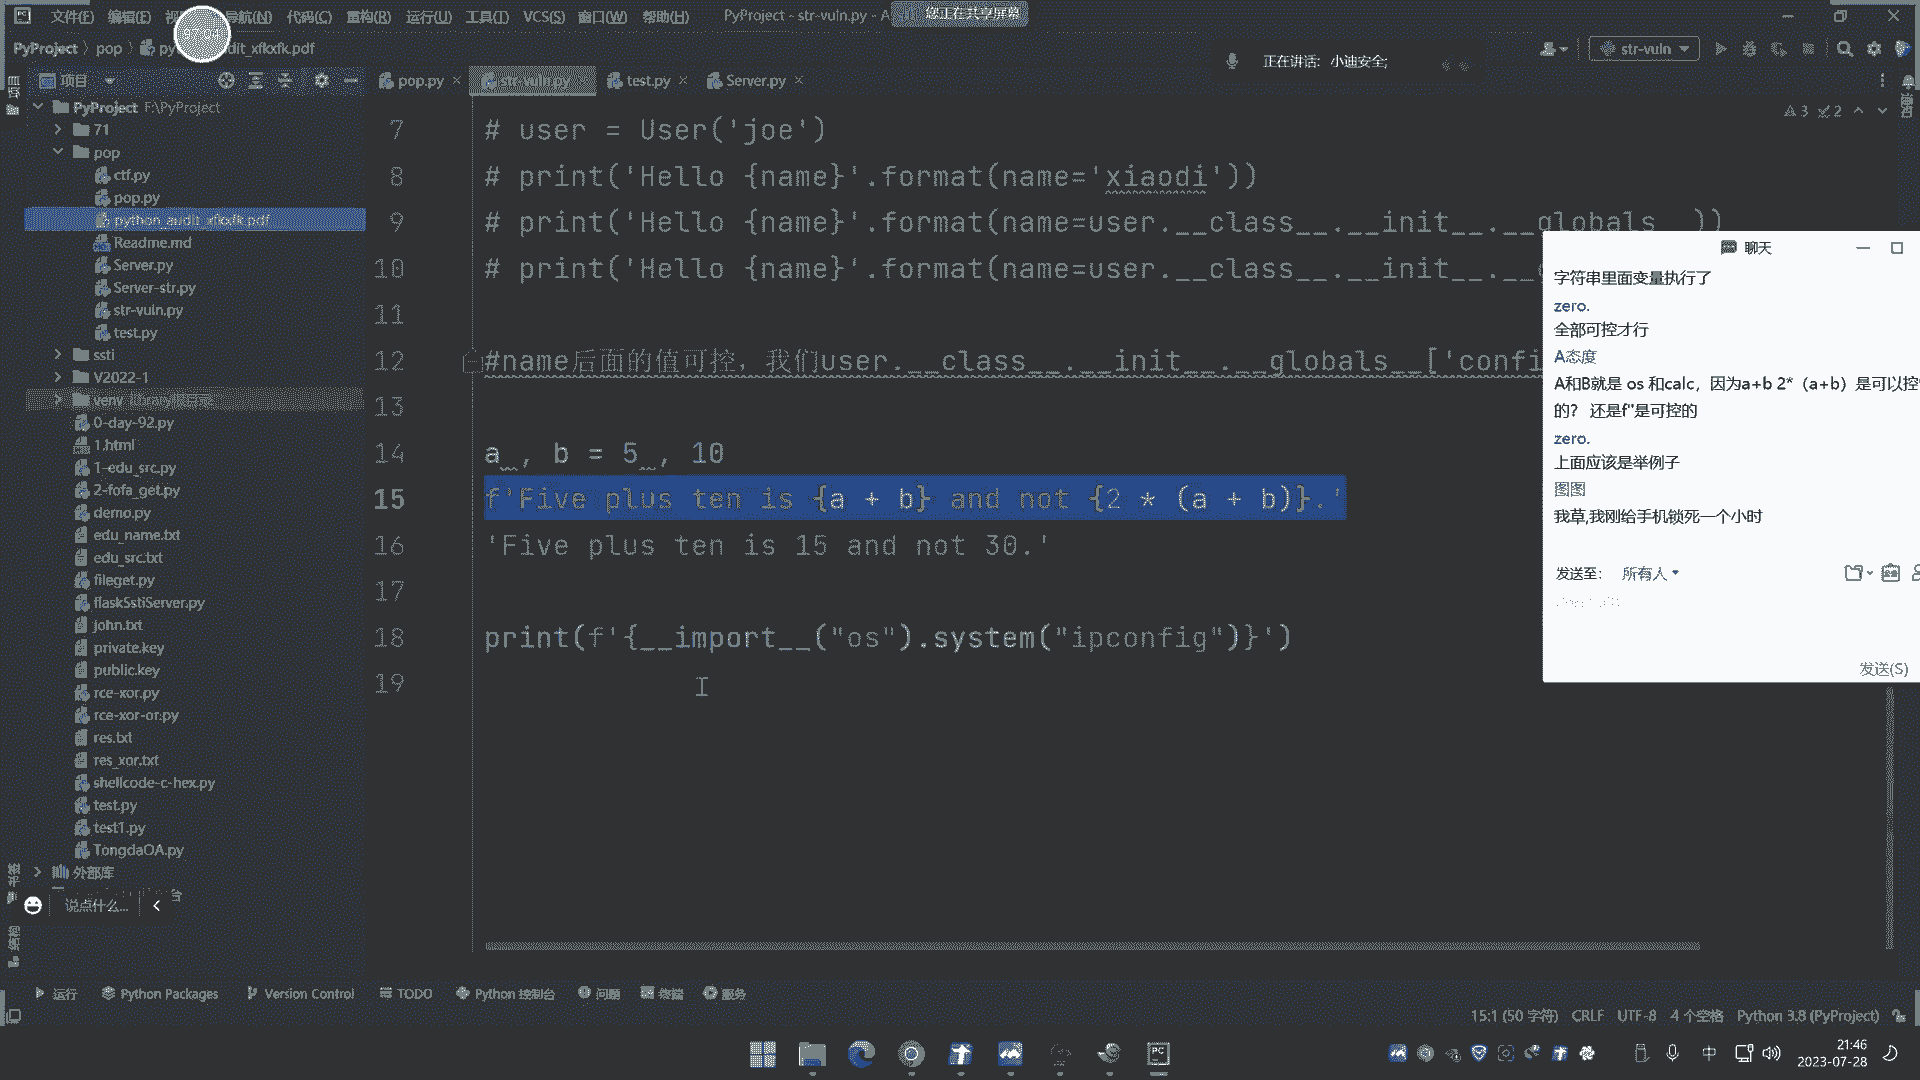 文件(E) 编辑(E) 导航(N) 代码(C) 重构(R) 运行(U) 工具(T) VCS(S) 窗口(W) 帮助(H) PyProject - str-vuln.py - A
您正在共享屏幕
PyProject pop
str-vuln
正在讲话: 小迪安全;
项目
pop.py
str-vuln.py
test.py
Server.py
PyProject F:\PyProject
71
pop
ctf.py
pop.py
python_audit_xfkxfk.pdf
Readme.md
Server.py
Server-str.py
str-vuln.py
test.py
ssti
V2022-1
venv library根目录
0-day-92.py
1.html
1-edu_src.py
2-fofa_get.py
demo.py
edu_name.txt
edu_src.txt
fileget.py
flaskSstiServer.py
john.txt
private.key
public.key
rce-xor.py
rce-xor-or.py
res.txt
res_xor.txt
shellcode-c-hex.py
test.py
test1.py
TongdaOA.py
外部库
说点什么...
3 2
7 # user = User('joe')
8 # print('Hello {name}'.format(name='xiaodi'))
9 # print('Hello {name}'.format(name=user.__class__.__init__.__globals__))
10 # print('Hello {name}'.format(name=user.__class__.__init__.__
11
12 #name后面的值可控，我们user.__class__.__init__.__globals__['confi
13
14 a , b = 5 , 10
15 f'Five plus ten is {a + b} and not {2 * (a + b)}.'
16 'Five plus ten is 15 and not 30.'
17
18 print(f'{__import__("os").system("ipconfig")}')
19
聊天
字符串里面变量执行了
zero.
全部可控才行
A态度
A和B就是 os 和calc，因为a+b 2*（a+b）是可以控
的？ 还是f''是可控的
zero.
上面应该是举例子
图图
我草,我刚给手机锁死一个小时
发送至: 所有人
发送(S)
结构
运行 Python Packages Version Control TODO Python 控制台 问题 终端 服务
15:1 (50 字符) CRLF UTF-8 4 个空格 Python 3.8 (PyProject)
中
21:46
2023-07-28